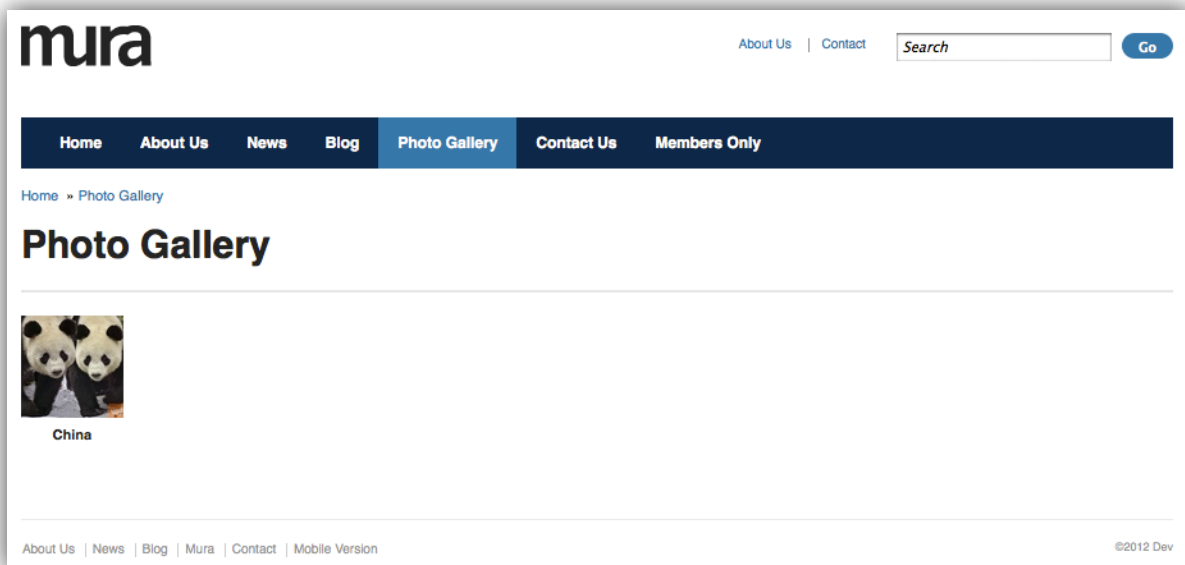 mura
About Us | Contact
Search
Go
Home About Us News Blog Photo Gallery Contact Us Members Only
Home » Photo Gallery
Photo Gallery
China
About Us | News | Blog | Mura | Contact | Mobile Version
©2012 Dev